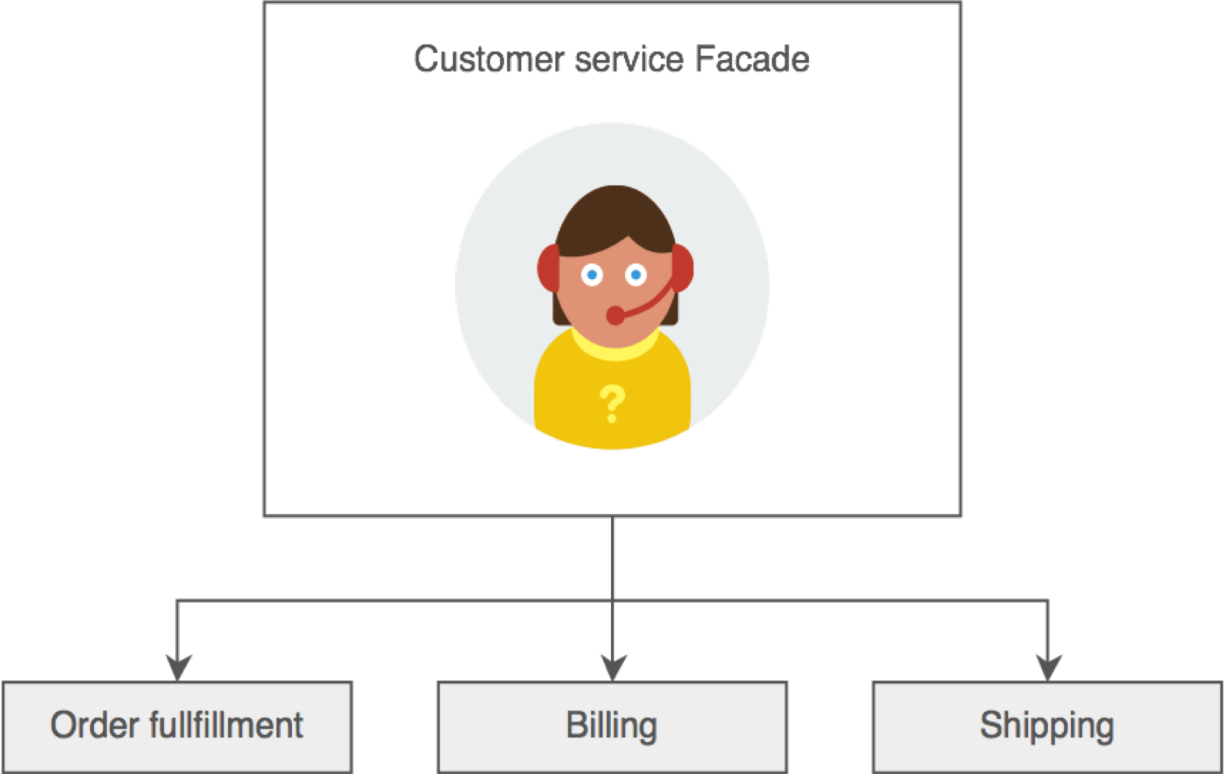 Customer service Facade
?
Order fullfillment
Billing
Shipping